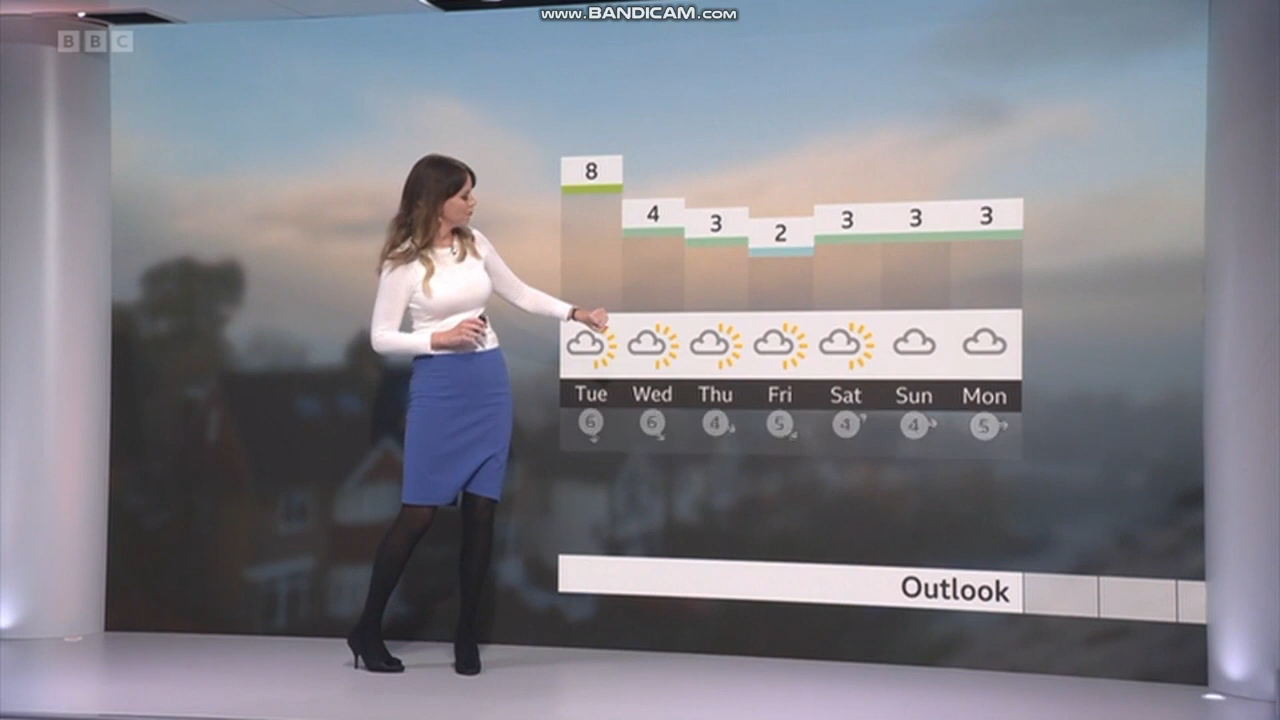 www.BANDICAM.com
BBC
8 4 3 2 3 3 3
Tue Wed Thu Fri Sat Sun Mon
6 6 4 5 4 4 5
Outlook